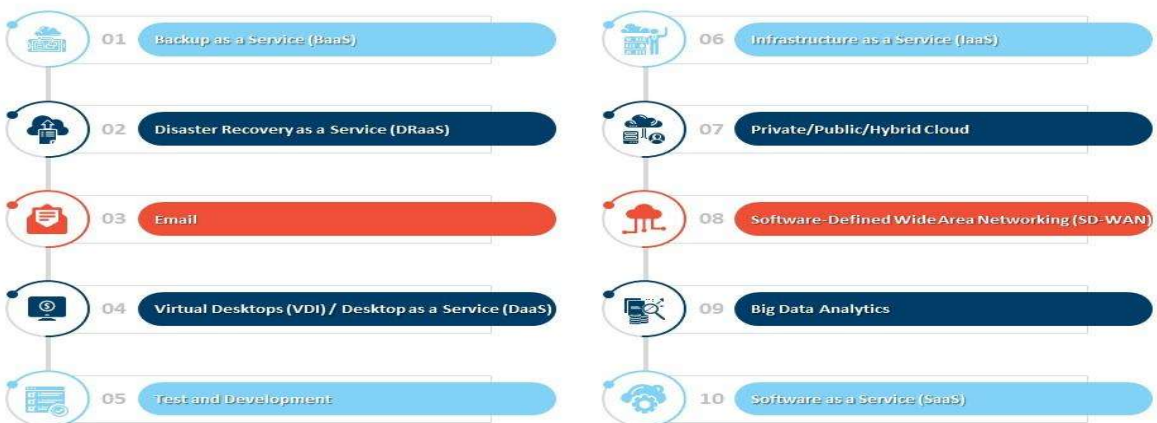 01 Backup as a Service (BaaS)
02 Disaster Recovery as a Service (DRaaS)
03 Email
04 Virtual Desktops (VDI) / Desktop as a Service (DaaS)
05 Test and Development
06 Infrastructure as a Service (IaaS)
07 Private/Public/Hybrid Cloud
08 Software-Defined Wide Area Networking (SD-WAN)
09 Big Data Analytics
10 Software as a Service (SaaS)